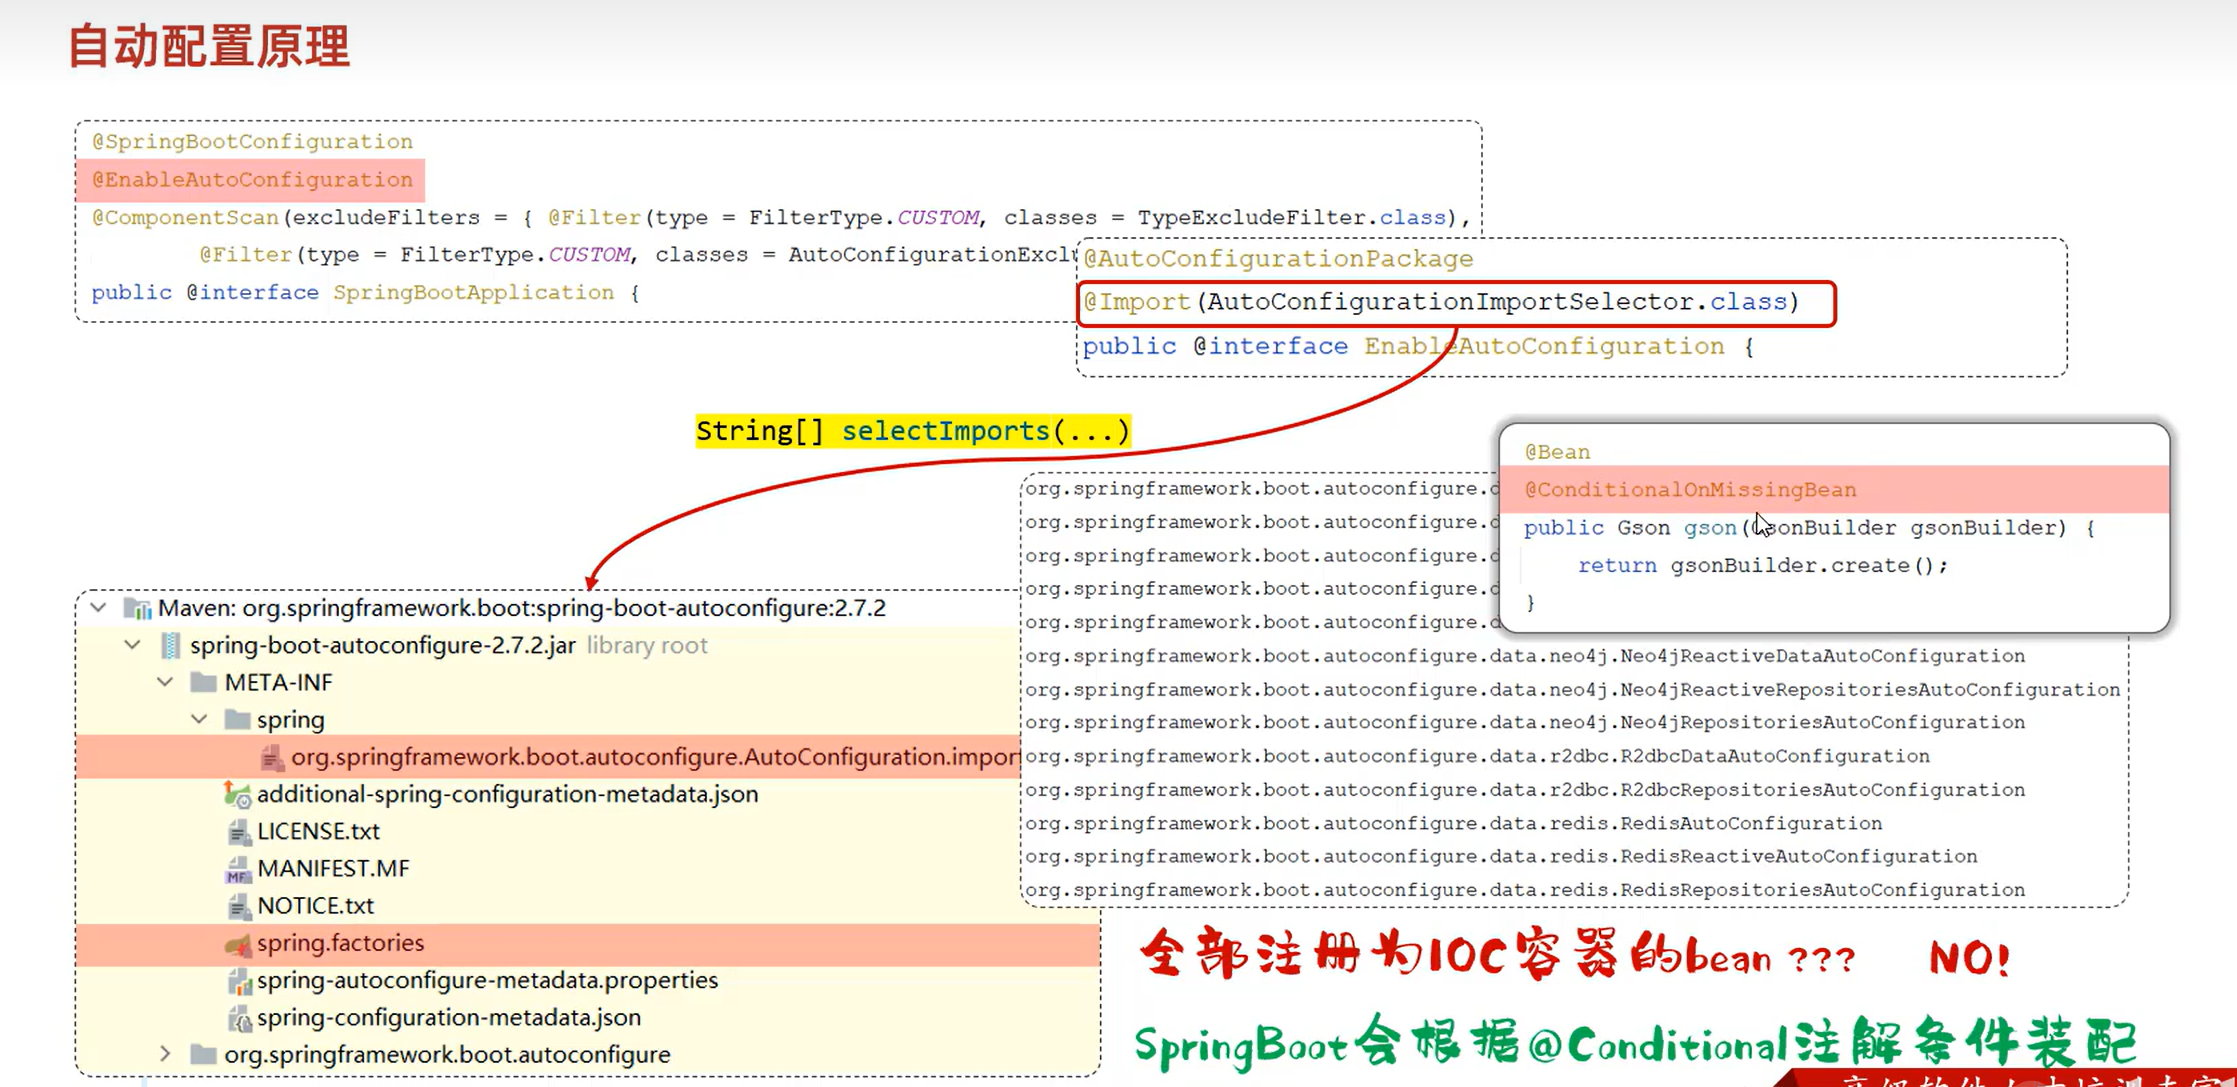 自动配置原理
@SpringBootConfiguration
@EnableAutoConfiguration
@ComponentScan(excludeFilters = { @Filter(type = FilterType.CUSTOM, classes = TypeExcludeFilter.class),
@Filter(type = FilterType.CUSTOM, classes = AutoConfigurationExcl
public @interface SpringBootApplication {
@AutoConfigurationPackage
@Import(AutoConfigurationImportSelector.class)
public @interface EnableAutoConfiguration {
String[] selectImports(...)
@Bean
@ConditionalOnMissingBean
public Gson gson(GsonBuilder gsonBuilder) {
return gsonBuilder.create();
}
Maven: org.springframework.boot:spring-boot-autoconfigure:2.7.2
spring-boot-autoconfigure-2.7.2.jar library root
META-INF
spring
org.springframework.boot.autoconfigure.AutoConfiguration.impor
additional-spring-configuration-metadata.json
LICENSE.txt
MANIFEST.MF
NOTICE.txt
spring.factories
spring-autoconfigure-metadata.properties
spring-configuration-metadata.json
org.springframework.boot.autoconfigure
org.springframework.boot.autoconfigure.d
org.springframework.boot.autoconfigure.d
org.springframework.boot.autoconfigure.d
org.springframework.boot.autoconfigure.d
org.springframework.boot.autoconfigure.d
org.springframework.boot.autoconfigure.data.neo4j.Neo4jReactiveDataAutoConfiguration
org.springframework.boot.autoconfigure.data.neo4j.Neo4jReactiveRepositoriesAutoConfiguration
org.springframework.boot.autoconfigure.data.neo4j.Neo4jRepositoriesAutoConfiguration
org.springframework.boot.autoconfigure.data.r2dbc.R2dbcDataAutoConfiguration
org.springframework.boot.autoconfigure.data.r2dbc.R2dbcRepositoriesAutoConfiguration
org.springframework.boot.autoconfigure.data.redis.RedisAutoConfiguration
org.springframework.boot.autoconfigure.data.redis.RedisReactiveAutoConfiguration
org.springframework.boot.autoconfigure.data.redis.RedisRepositoriesAutoConfiguration
全部注册为IOC容器的bean ??? NO!
SpringBoot会根据@Conditional注解条件装配